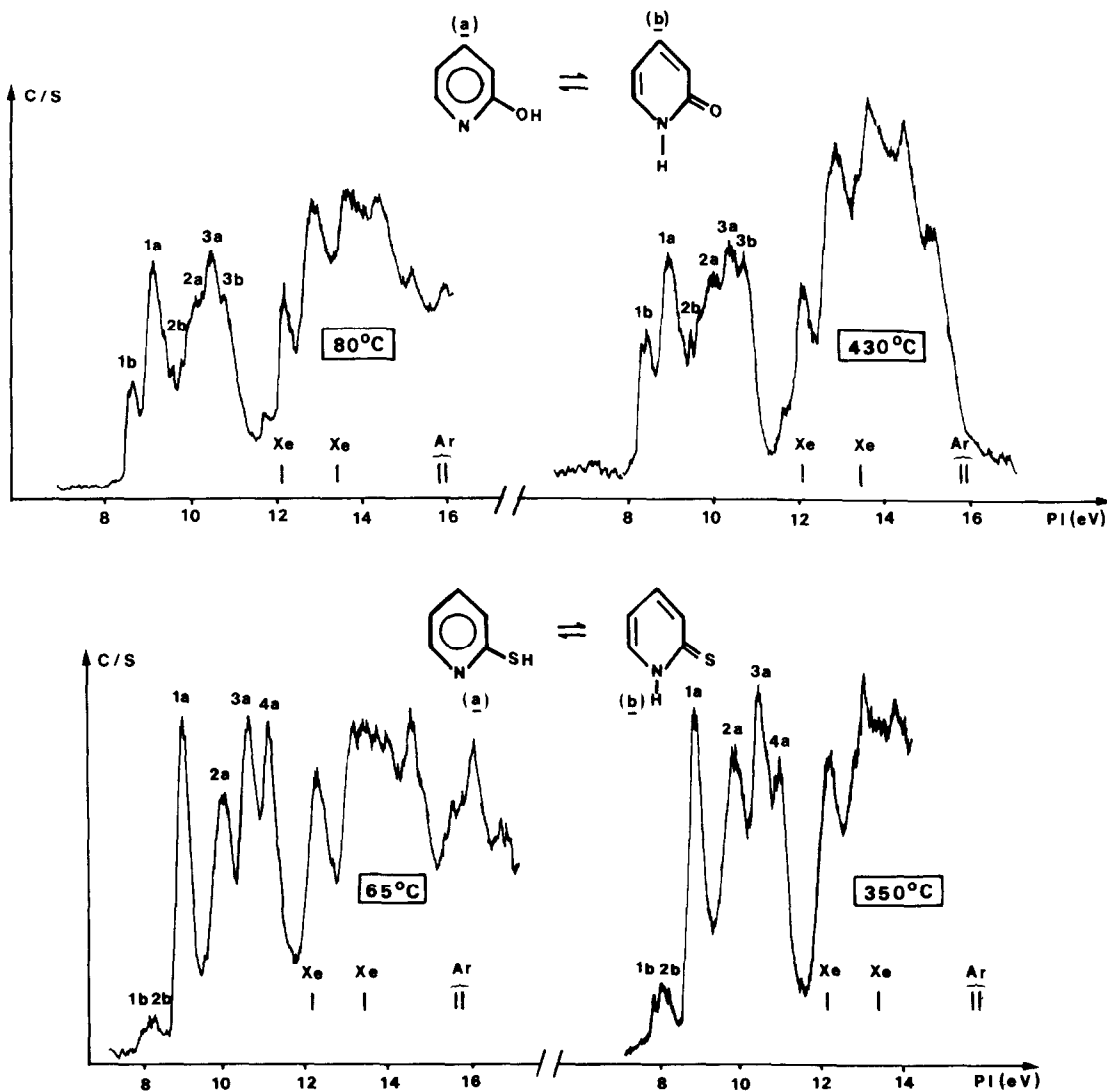 (a) (b)
OH ⇌ O
N N
H
C/S
1a 3a 3b 2a 2b 1b
80°C
Xe Xe Ar
8 10 12 14 16
1a 3a 3b 2a 2b 1b
430°C
Xe Xe Ar
8 10 12 14 16 PI (eV)
SH ⇌ S
N N
H
(a) (b)
C/S
1a 3a 4a 2a 1b 2b
65°C
Xe Xe Ar
8 10 12 14 16
1a 3a 2a 4a 1b 2b
350°C
Xe Xe Ar
8 10 12 14 PI (eV)